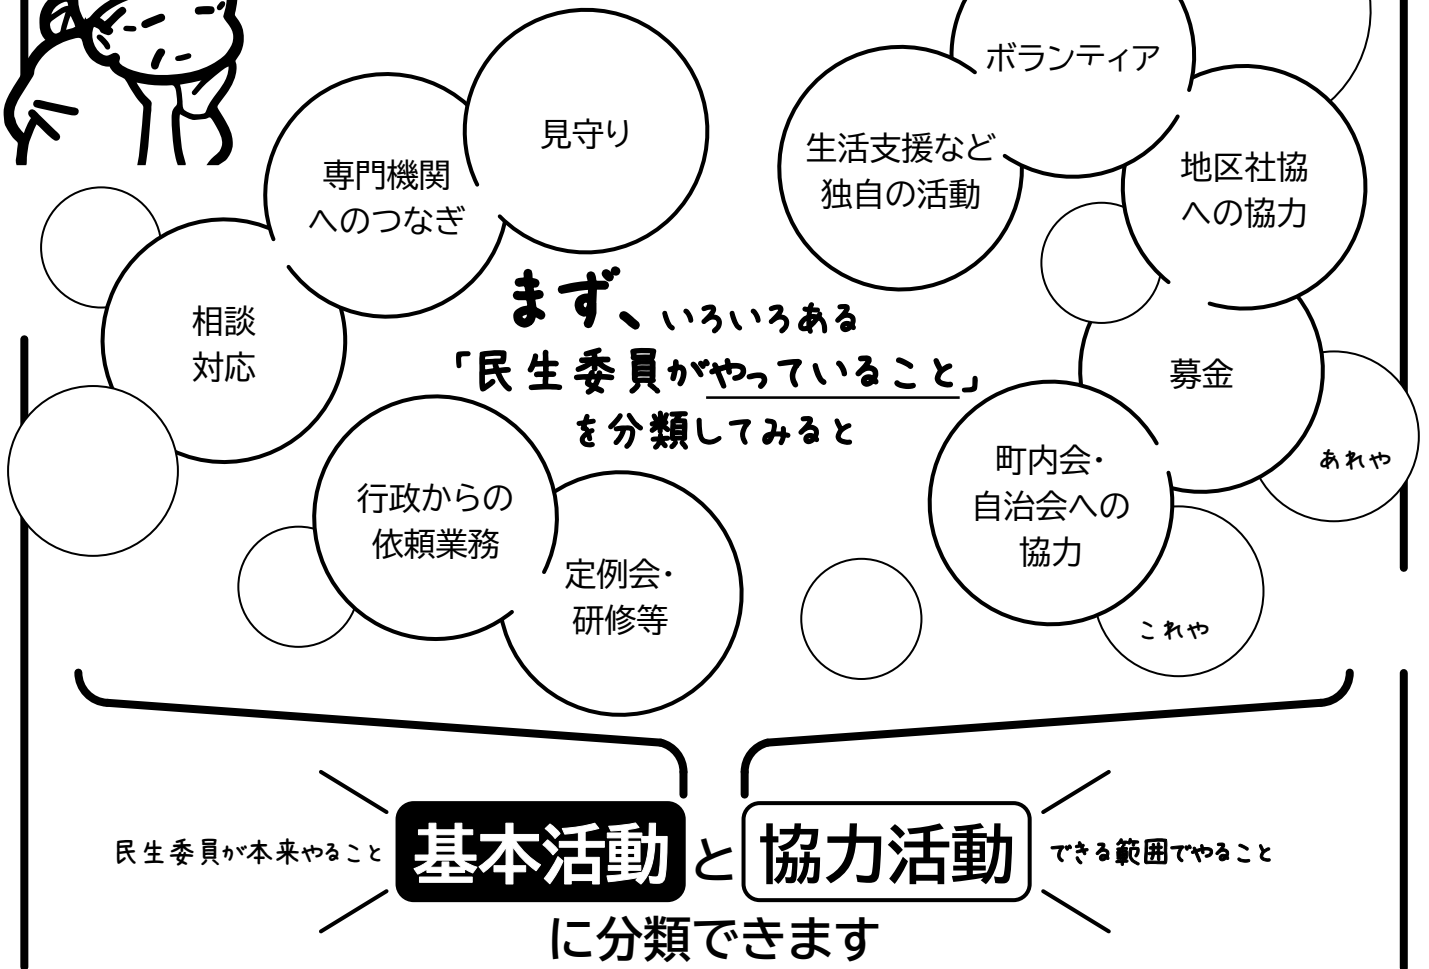 見守り
専門機関
へのつなぎ
相談
対応
行政からの
依頼業務
定例会・
研修等
ボランティア
生活支援など
独自の活動
地区社協
への協力
募金
町内会・
自治会への
協力
あれや
これや
まず、いろいろある
「民生委員がやっていること」
を分類してみると
民生委員が本来やること
基本活動と協力活動
できる範囲でやること
に分類できます